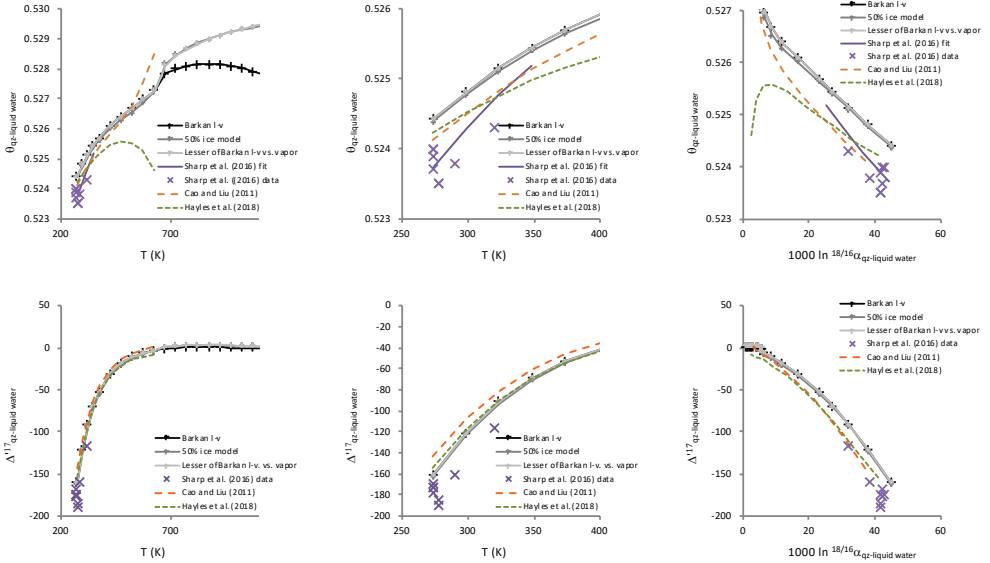 0.530
0.529
0.528
0.527
0.526
0.525
0.524
0.523
200
700
θqz-liquid water
T (K)
Barkan l-v
50% ice model
Lesser of Barkan l-v vs. vapor
Sharp et al. (2016) fit
Sharp et al. ((2016) data
Cao and Liu (2011)
Hayles et al. (2018)
0.526
0.525
0.524
0.523
250
300
350
400
θqz-liquid water
T (K)
Barkan l-v
50% ice model
Lesser of Barkan l-v vs. vapor
Sharp et al. (2016) fit
Sharp et al. (2016) data
Cao and Liu (2011)
Hayles et al. (2018)
0.527
0.526
0.525
0.524
0.523
0
20
40
60
θqz-liquid water
1000 ln 18/16αqz-liquid water
Barkan l-v
50% ice model
Lesser of Barkan l-v vs. vapor
Sharp et al. (2016) fit
Sharp et al. (2016) data
Cao and Liu (2011)
Hayles et al. (2018)
50
0
-50
-100
-150
-200
200
700
Δ'17qz-liquid water
T (K)
Barkan l-v
50% ice model
Lesser of Barkan l-v. vs. vapor
Sharp et al. (2016) data
Cao and Liu (2011)
Hayles et al. (2018)
0
-20
-40
-60
-80
-100
-120
-140
-160
-180
-200
250
300
350
400
Δ'17qz-liquid water
T (K)
Barkan l-v
50% ice model
Lesser of Barkan l-v. vs. vapor
Sharp et al. (2016) data
Cao and Liu (2011)
Hayles et al. (2018)
50
0
-50
-100
-150
-200
0
20
40
60
Δ'17qz-liquid water
1000 ln 18/16αqz-liquid water
Barkan l-v
50% ice model
Lesser of Barkan l-v vs. vapor
Sharp et al. (2016) data
Cao and Liu (2011)
Hayles et al. (2018)